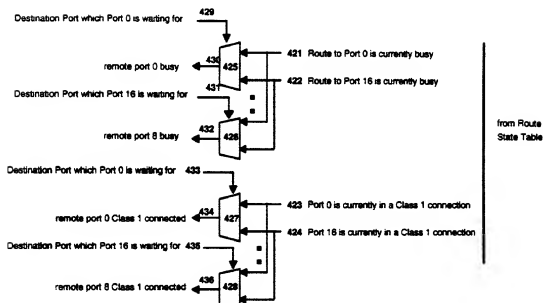 429
Destination Port which Port 0 is waiting for
430
421 Route to Port 0 is currently busy
remote port 0 busy
425
422 Route to Port 16 is currently busy
Destination Port which Port 16 is waiting for
431
432
remote port 8 busy
426
from Route
State Table
Destination Port which Port 0 is waiting for 433
423 Port 0 is currently in a Class 1 connection
434
remote port 0 Class 1 connected
427
424 Port 16 is currently in a Class 1 connection
Destination Port which Port 16 is waiting for 435
436
remote port 8 Class 1 connected
428